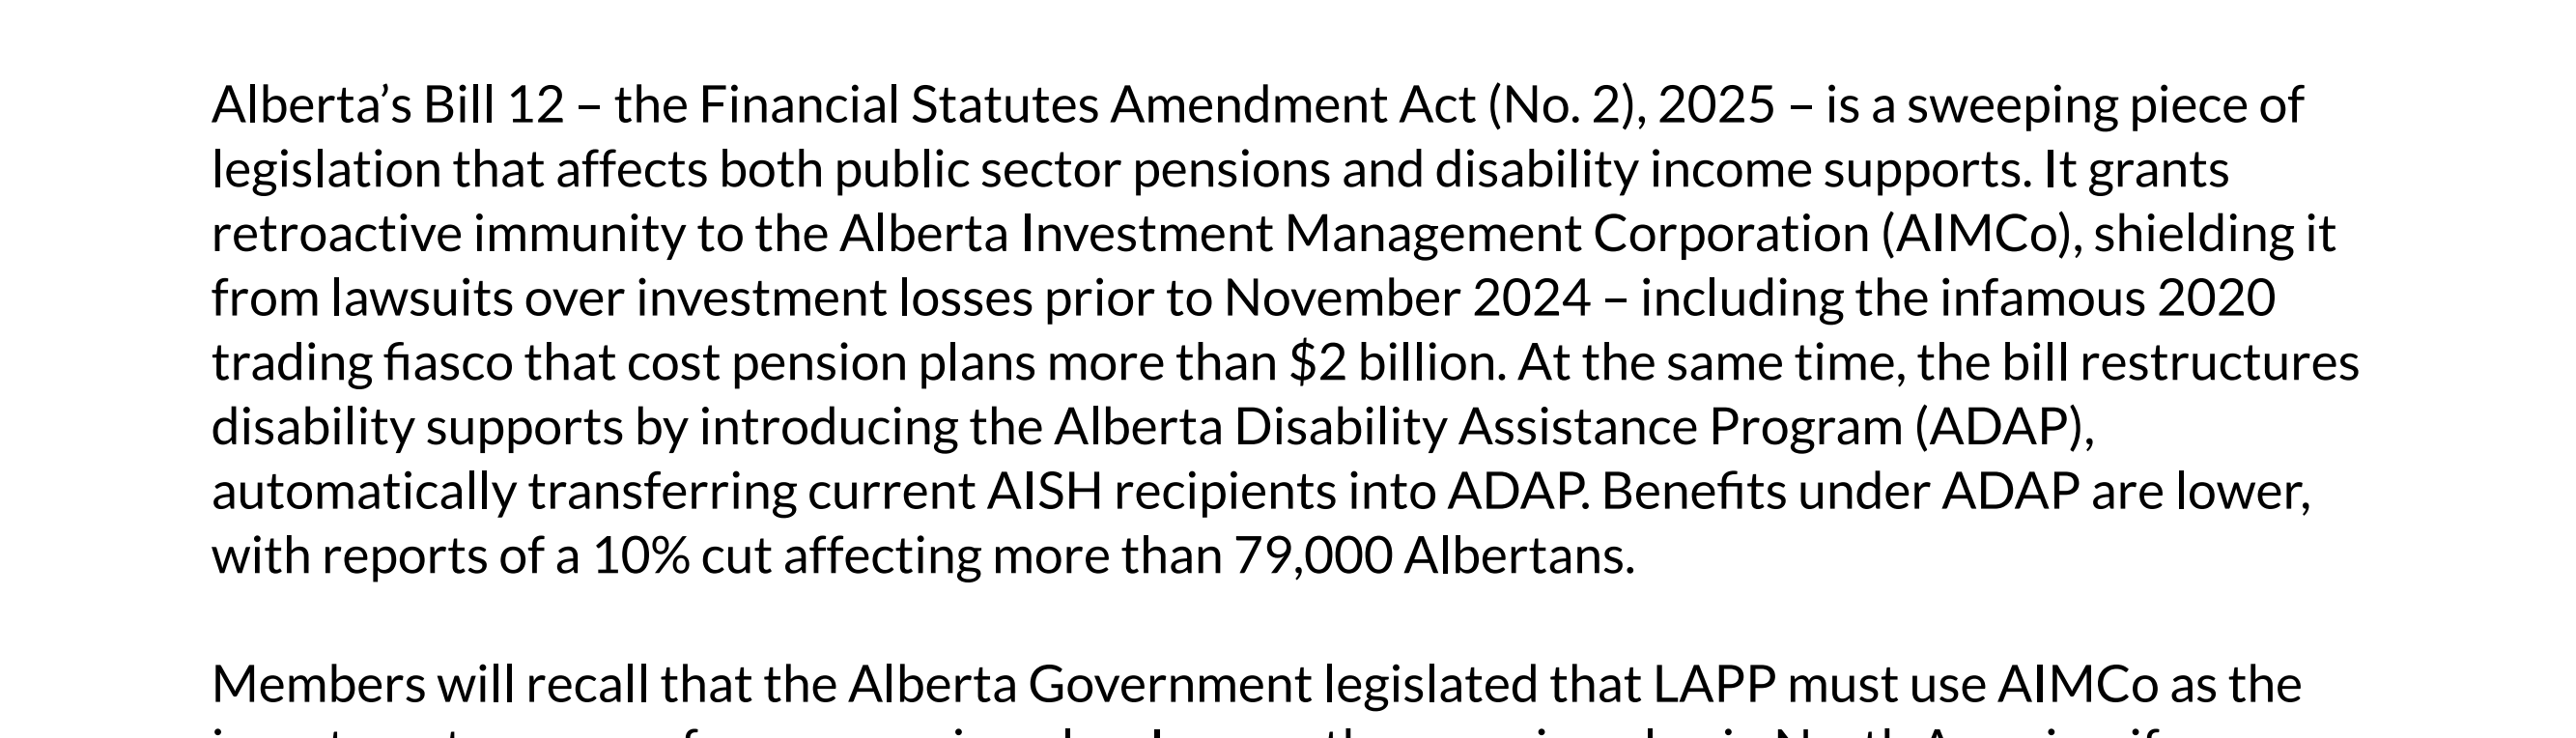 Alberta’s Bill 12 – the Financial Statutes Amendment Act (No. 2), 2025 – is a sweeping piece of
legislation that affects both public sector pensions and disability income supports. It grants
retroactive immunity to the Alberta Investment Management Corporation (AIMCo), shielding it
from lawsuits over investment losses prior to November 2024 – including the infamous 2020
trading fiasco that cost pension plans more than $2 billion. At the same time, the bill restructures
disability supports by introducing the Alberta Disability Assistance Program (ADAP),
automatically transferring current AISH recipients into ADAP. Benefits under ADAP are lower,
with reports of a 10% cut affecting more than 79,000 Albertans.
Members will recall that the Alberta Government legislated that LAPP must use AIMCo as the